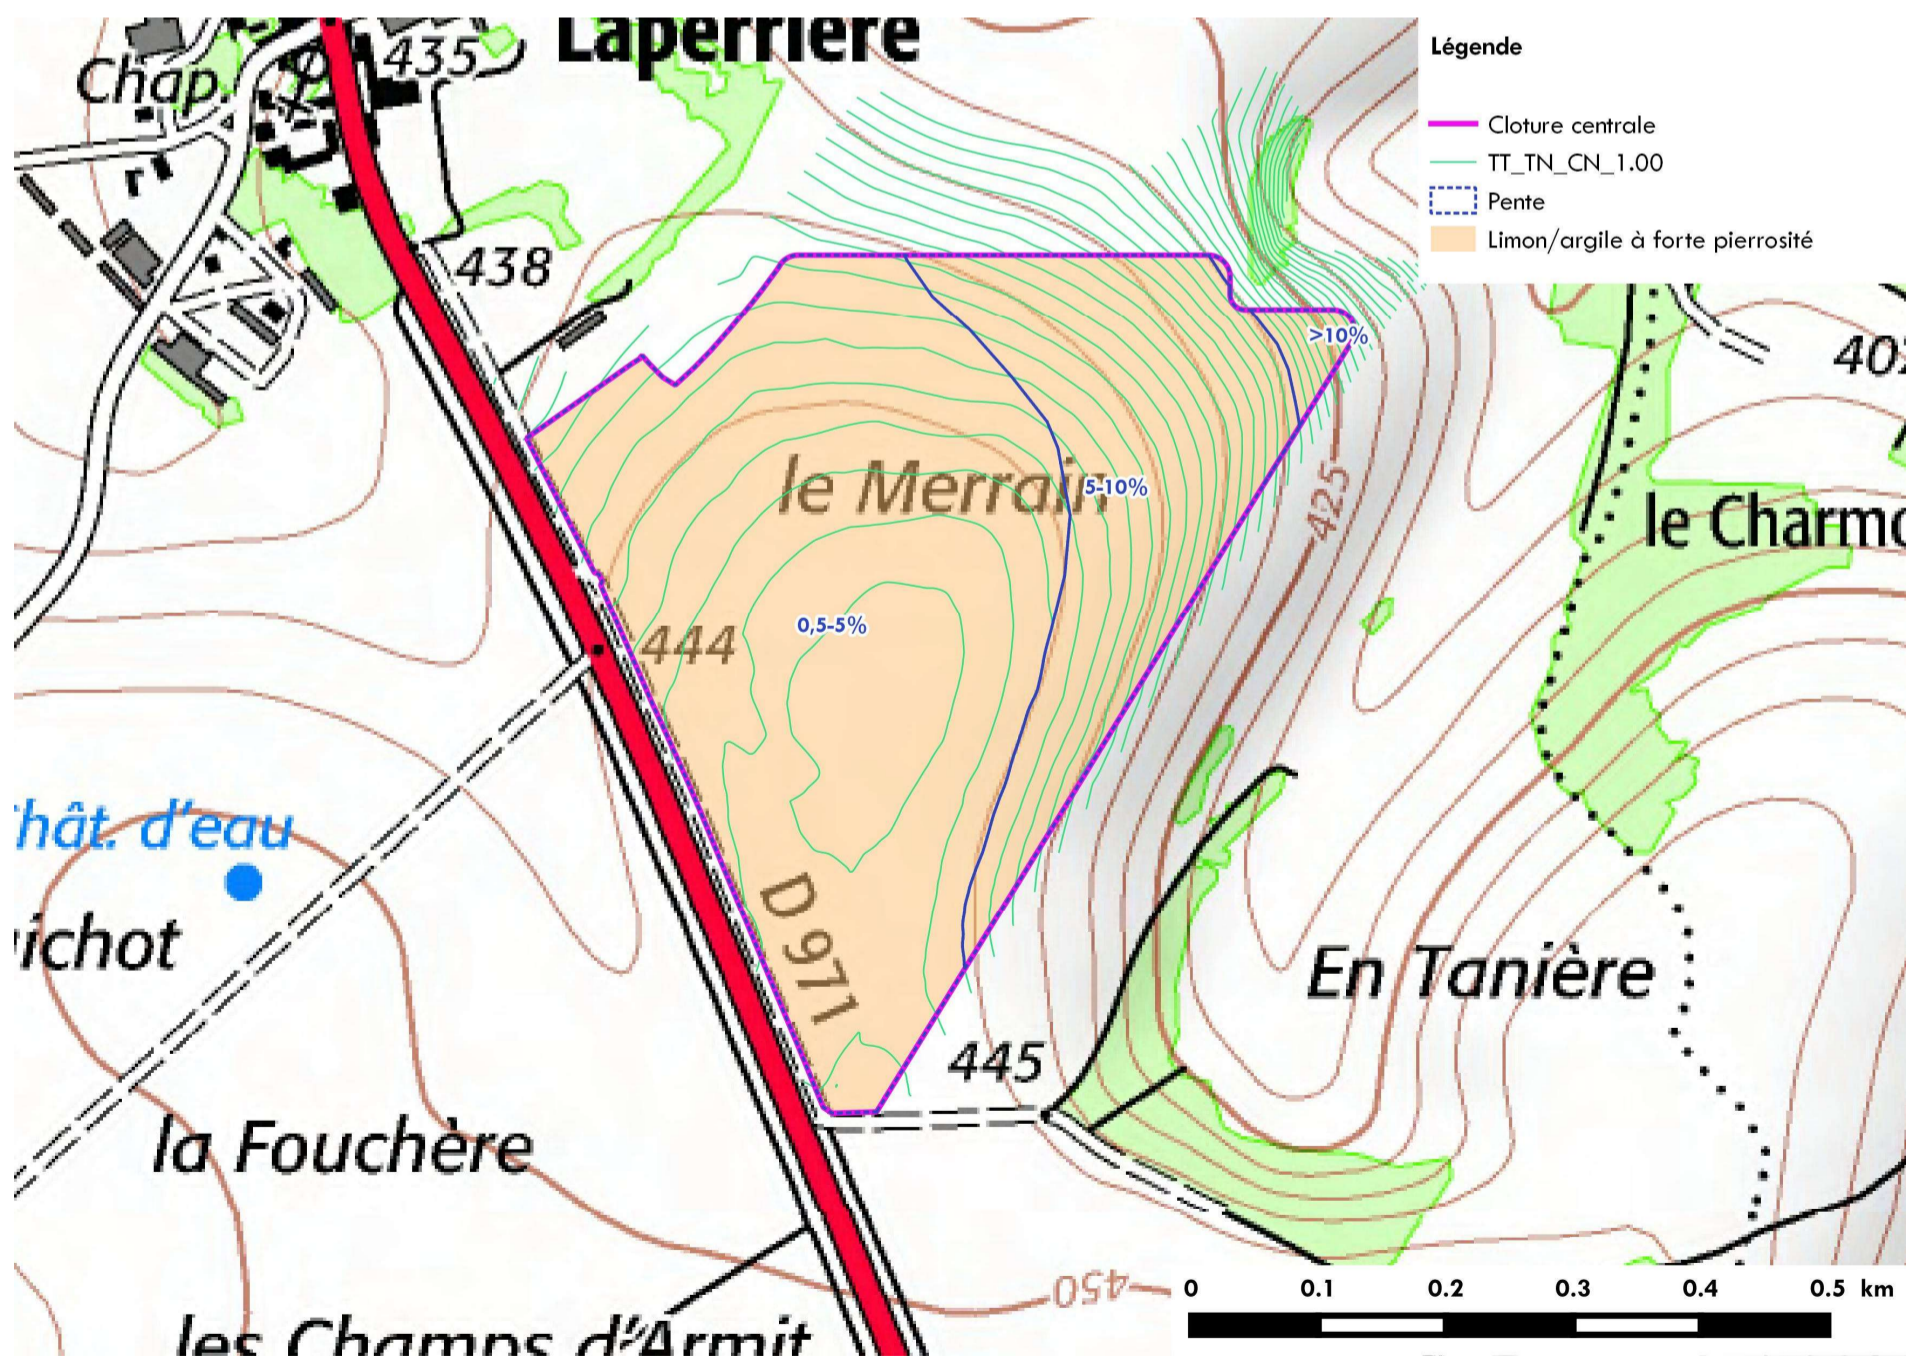 Laperrière
Légende
Chap
435
Cloture centrale
TT_TN_CN_1.00
Pente
Limon/argile à forte pierrosité
438
>10%
le Merrain
5-10%
425
le Charmo
0,5-5%
444
hât. d'eau
D 971
ichot
En Tanière
445
la Fouchère
450
0 0.1 0.2 0.3 0.4 0.5 km
les Champs d'Armit